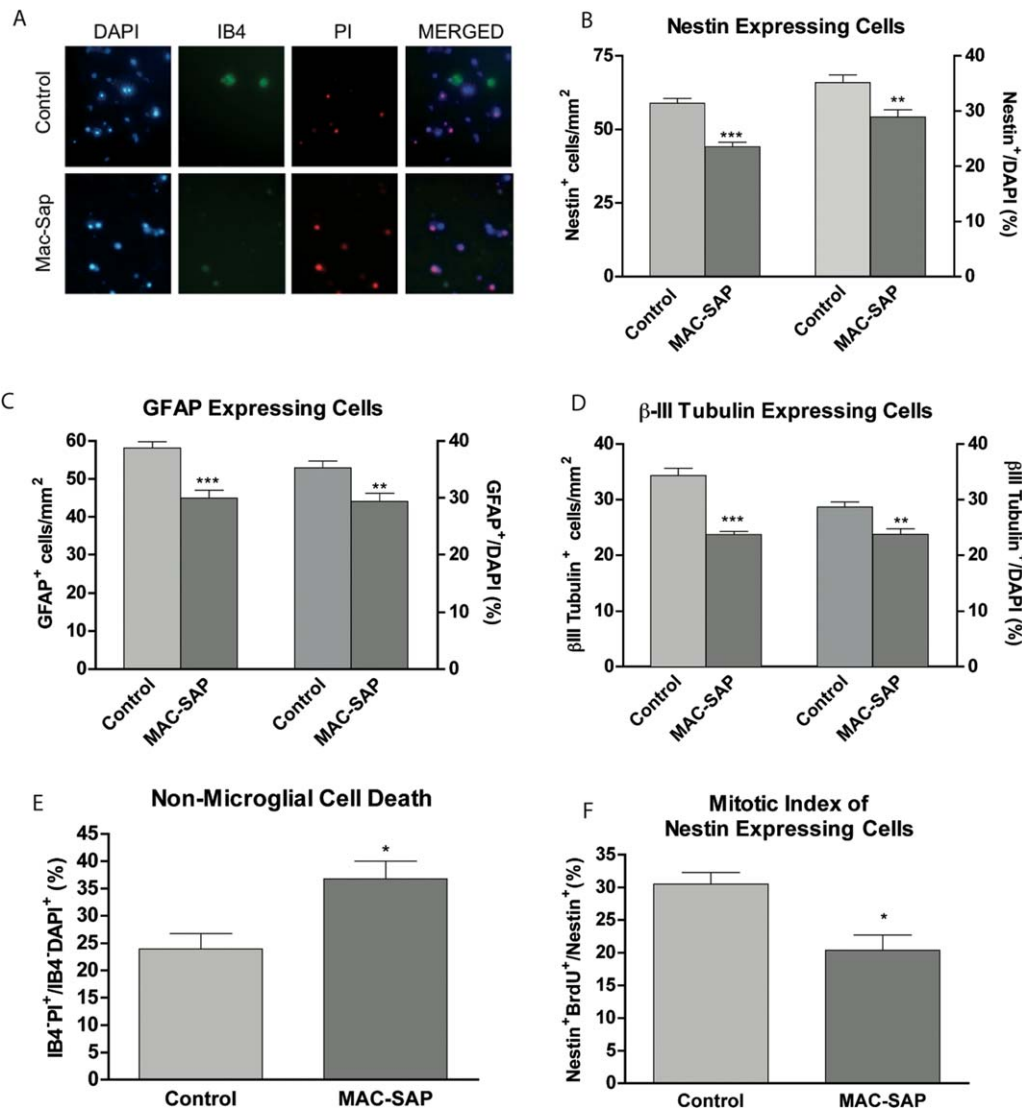 A
DAPI IB4 PI MERGED
Control
Mac-Sap
B
Nestin Expressing Cells
Nestin⁺ cells/mm²
75
50
25
0
Nestin⁺/DAPI (%)
40
30
20
10
0
***
**
Control
MAC-SAP
Control
MAC-SAP
C
GFAP Expressing Cells
GFAP⁺ cells/mm²
60
50
40
30
20
10
0
GFAP⁺/DAPI (%)
40
30
20
10
0
***
**
Control
MAC-SAP
Control
MAC-SAP
D
β-III Tubulin Expressing Cells
βIII Tubulin⁺ cells/mm²
40
30
20
10
0
βIII Tubulin⁺/DAPI (%)
40
30
20
10
0
***
**
Control
MAC-SAP
Control
MAC-SAP
E
Non-Microglial Cell Death
IB4⁻PI⁺/IB4⁻DAPI⁺ (%)
45
40
35
30
25
20
15
10
5
0
*
Control MAC-SAP
F
Mitotic Index of
Nestin Expressing Cells
Nestin⁺BrdU⁺/Nestin⁺(%)
35
30
25
20
15
10
5
0
*
Control MAC-SAP